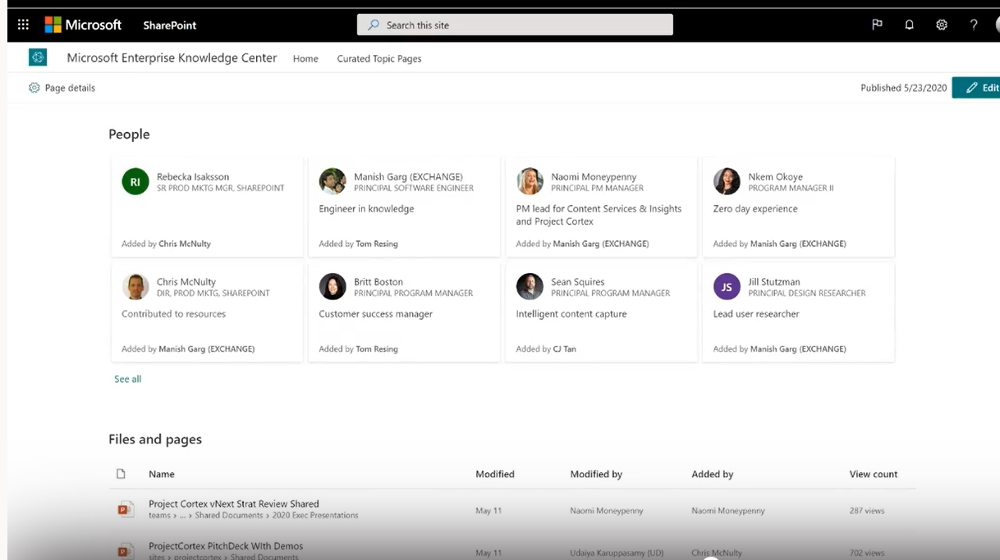 Microsoft SharePoint Search this site ?
Microsoft Enterprise Knowledge Center Home Curated Topic Pages
Page details Published 5/23/2020 Edit
People
RI Rebecka Isaksson
SR PROD MKTG MGR, SHAREPOINT
Added by Chris McNulty
Manish Garg (EXCHANGE)
PRINCIPAL SOFTWARE ENGINEER
Engineer in knowledge
Added by Tom Resing
Naomi Moneypenny
PRINCIPAL PM MANAGER
PM lead for Content Services & Insights
and Project Cortex
Added by Manish Garg (EXCHANGE)
Nkem Okoye
PROGRAM MANAGER II
Zero day experience
Added by Manish Garg (EXCHANGE)
Chris McNulty
DIR, PROD MKTG, SHAREPOINT
Contributed to resources
Added by Manish Garg (EXCHANGE)
Britt Boston
PRINCIPAL PROGRAM MANAGER
Customer success manager
Added by Tom Resing
Sean Squires
PRINCIPAL PROGRAM MANAGER
Intelligent content capture
Added by CJ Tan
JS Jill Stutzman
PRINCIPAL DESIGN RESEARCHER
Lead user researcher
Added by Manish Garg (EXCHANGE)
See all
Files and pages
Name Modified Modified by Added by View count
Project Cortex vNext Strat Review Shared
teams > ... > Shared Documents > 2020 Exec Presentations
May 11 Naomi Moneypenny Naomi Moneypenny 287 views
ProjectCortex PitchDeck WIth Demos
sites > projectcortex > Shared Documents
May 11 Udaiya Karuppasamy (UD) Chris McNulty 702 views